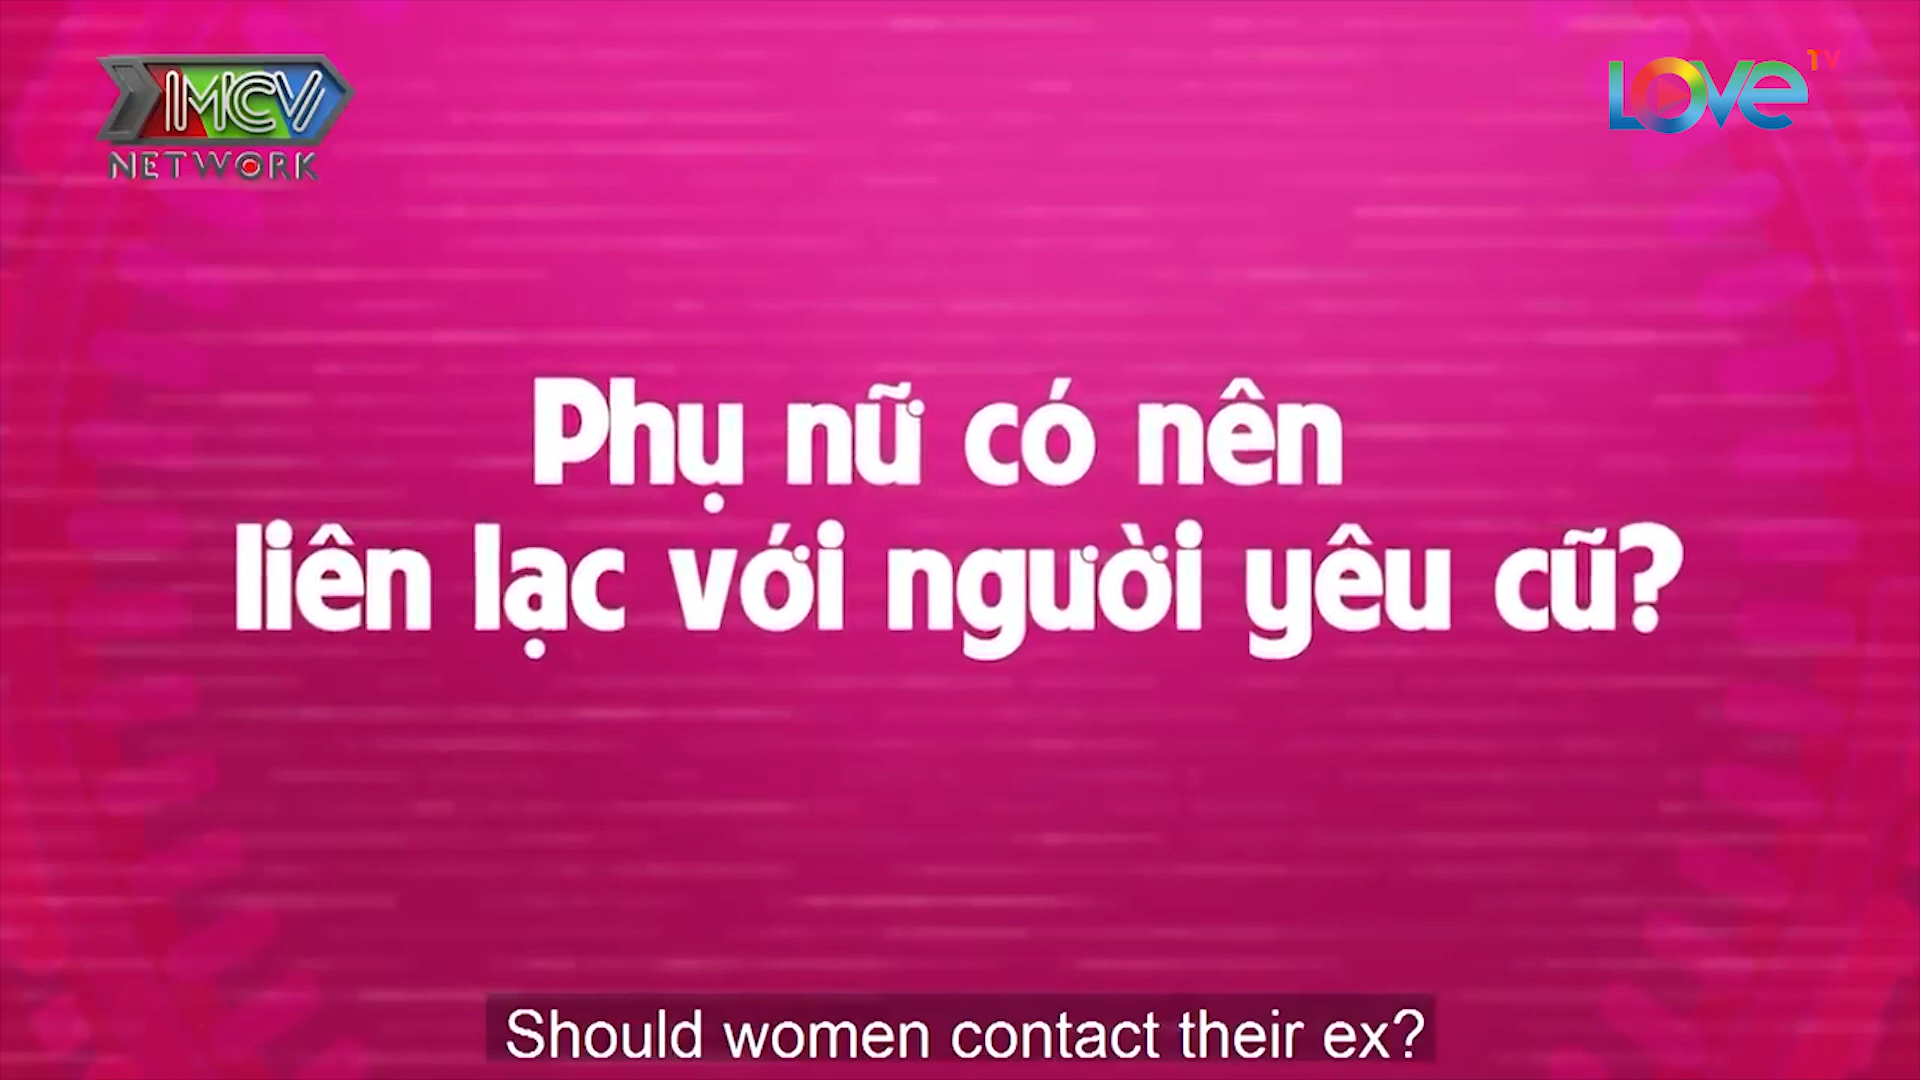 MCV
NETWORK
LOVE TV
Phụ nữ có nên
liên lạc với người yêu cũ?
Should women contact their ex?